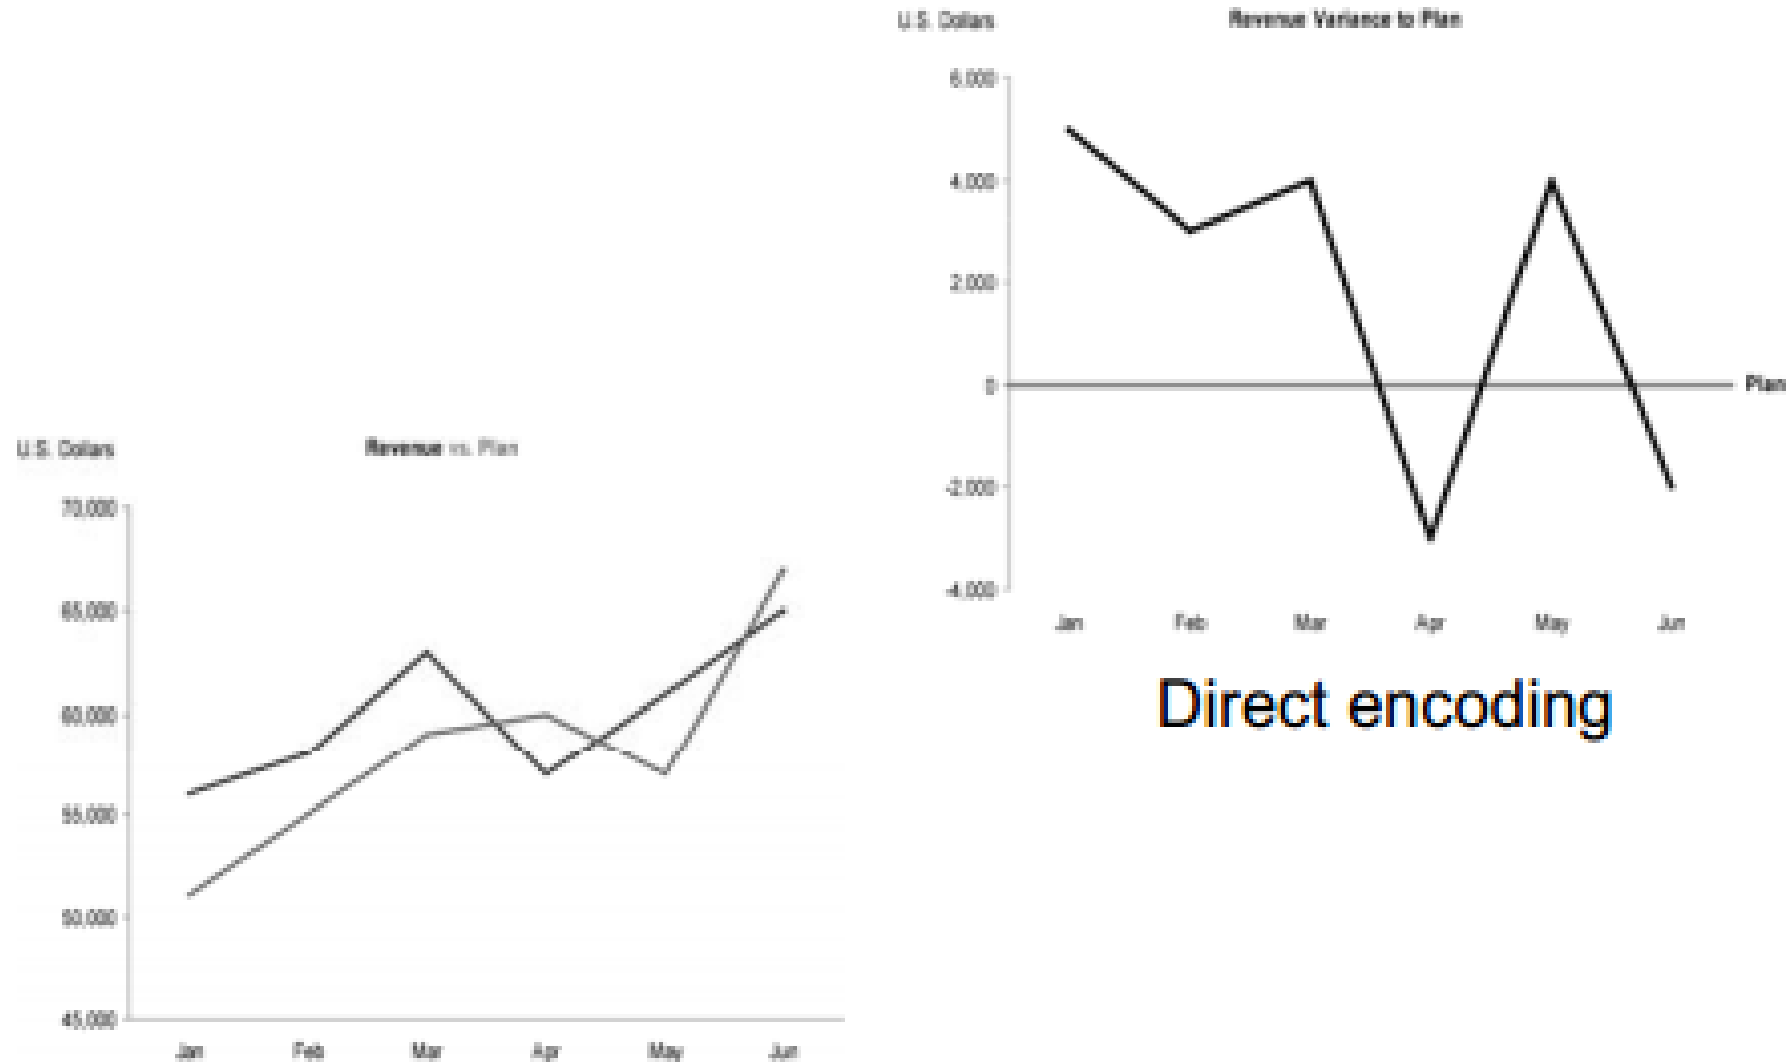 U.S. Dollars
Revenue vs. Plan
70,000
65,000
60,000
55,000
50,000
45,000
Jan Feb Mar Apr May Jun
U.S. Dollars
Revenue Variance to Plan
6,000
4,000
2,000
0
Plan
-2,000
-4,000
Jan Feb Mar Apr May Jun
Direct encoding